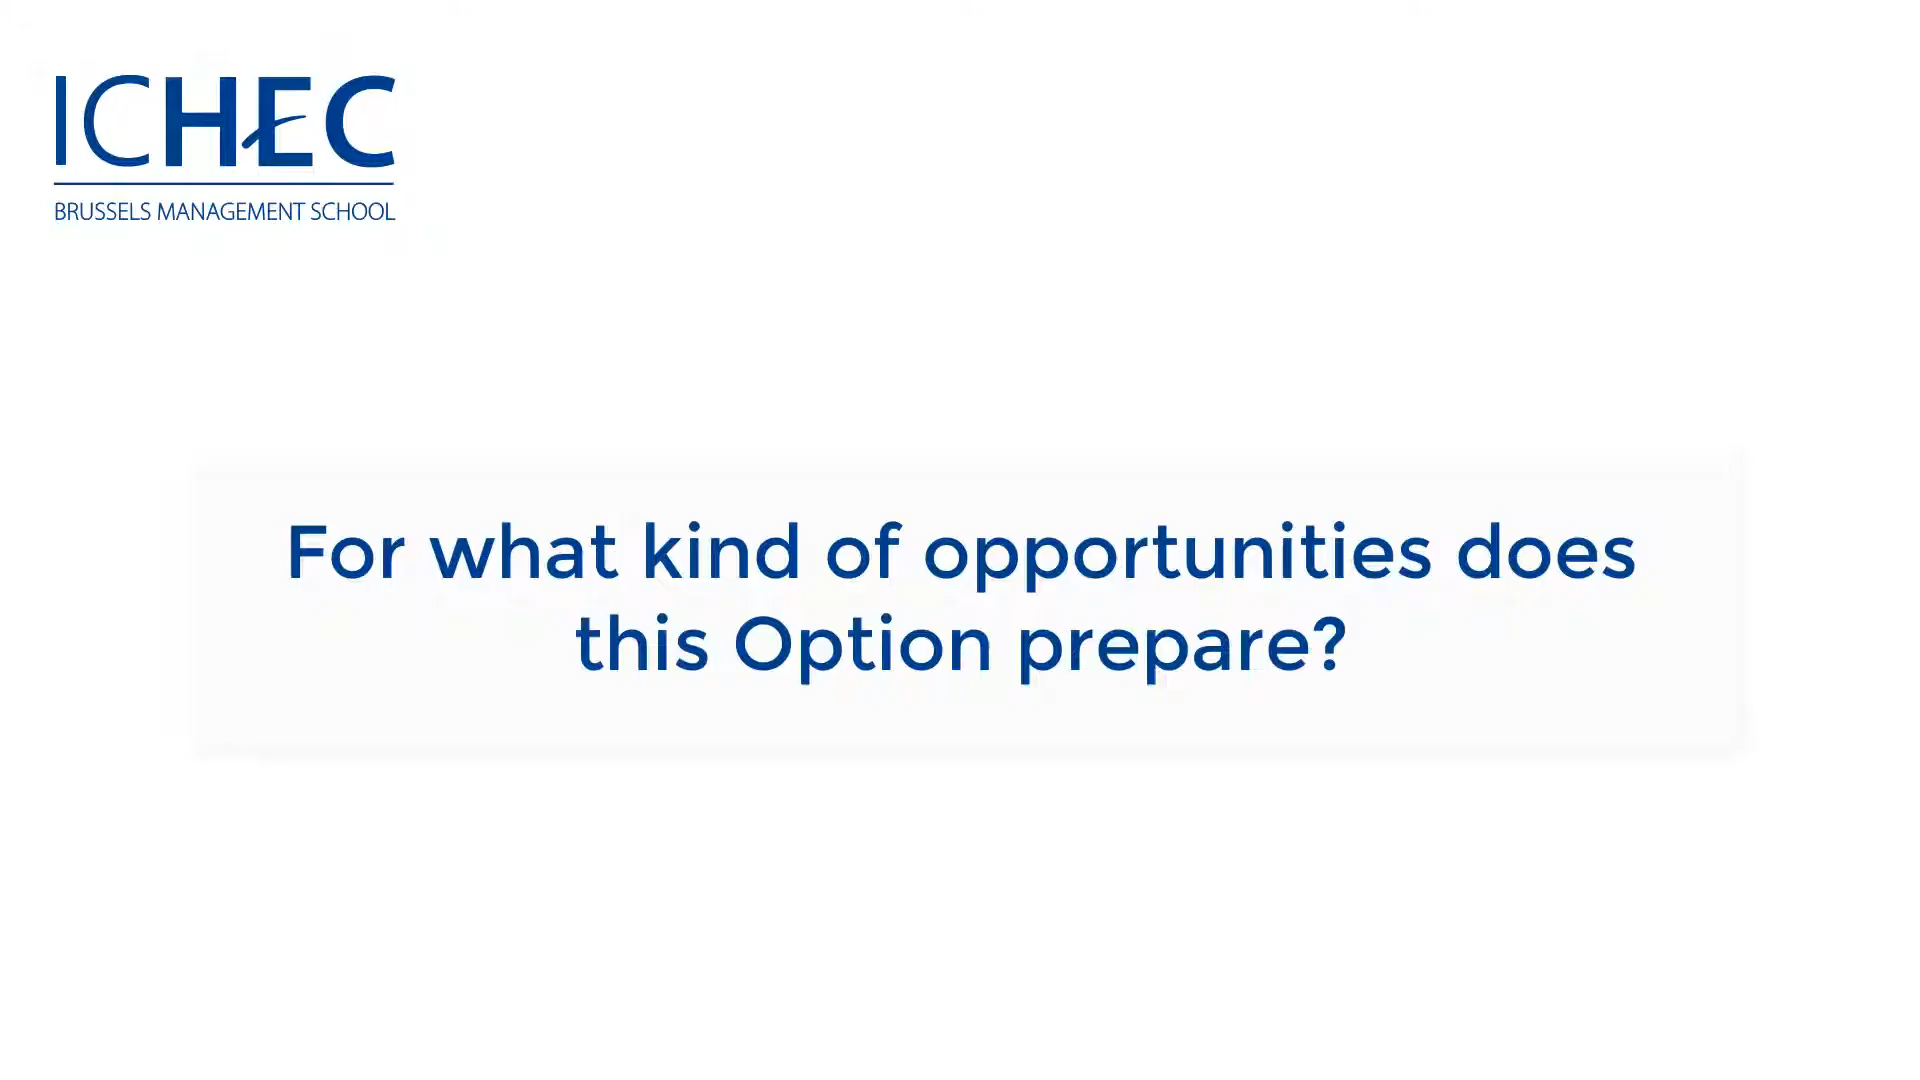 ICHEC
BRUSSELS MANAGEMENT SCHOOL
For what kind of opportunities does
this Option prepare?